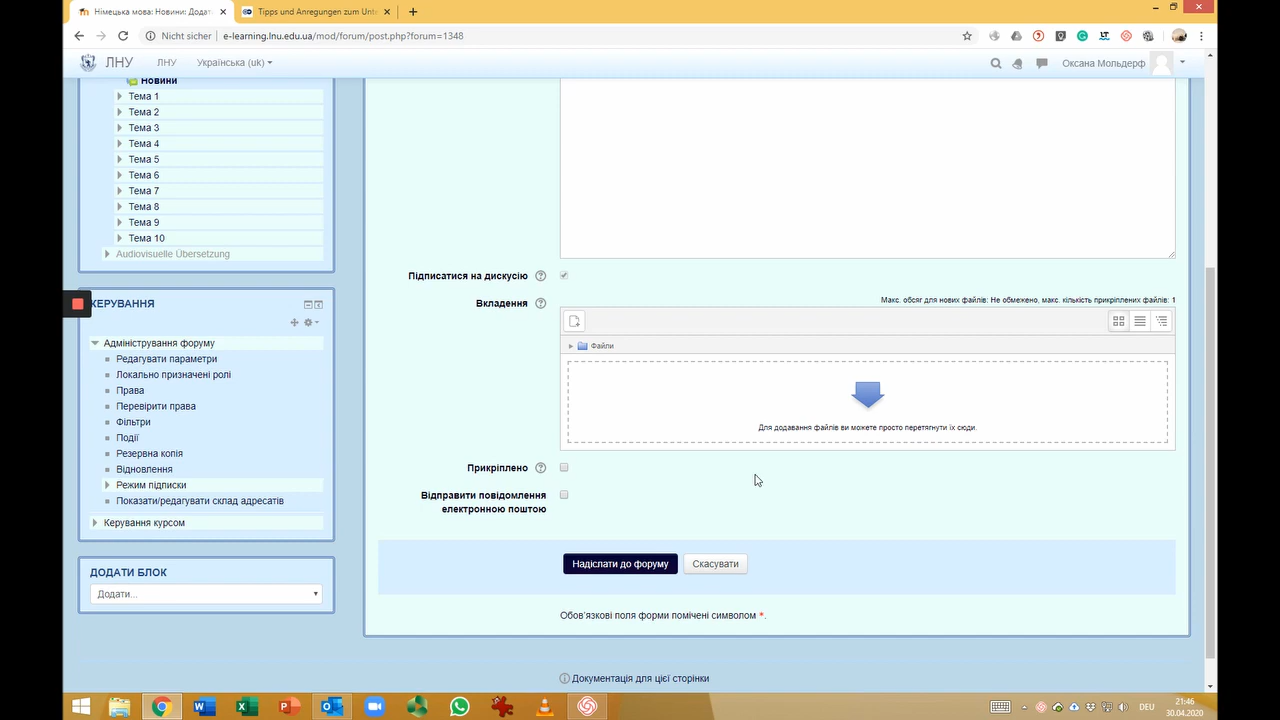 Німецька мова: Новини: Дода
Tipps und Anregungen zum Unte
Nicht sicher
e-learning.lnu.edu.ua/mod/forum/post.php?forum=1348
ЛНУ
ЛНУ
Українська (uk)
Оксана Мольдерф
Новини
Тема 1
Тема 2
Тема 3
Тема 4
Тема 5
Тема 6
Тема 7
Тема 8
Тема 9
Тема 10
Audiovisuelle Übersetzung
КЕРУВАННЯ
Адміністрування форуму
Редагувати параметри
Локально призначені ролі
Права
Перевірити права
Фільтри
Події
Резервна копія
Відновлення
Режим підписки
Показати/редагувати склад адресатів
Керування курсом
ДОДАТИ БЛОК
Додати...
Підписатися на дискусію
Вкладення
Макс. обсяг для нових файлів: Не обмежено, макс. кількість прикріплених файлів: 1
Файли
Для додавання файлів ви можете просто перетягнути їх сюди.
Прикріплено
Відправити повідомлення
електронною поштою
Надіслати до форуму
Скасувати
Обов'язкові поля форми помічені символом *.
Документація для цієї сторінки
DEU
21:46
30.04.2020